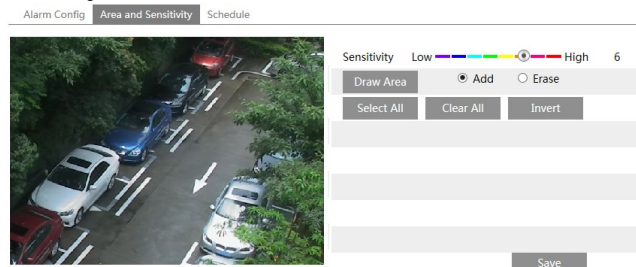 Alarm Config Area and Sensitivity Schedule
Sensitivity Low High 6
Draw Area Add Erase
Select All Clear All Invert
Save